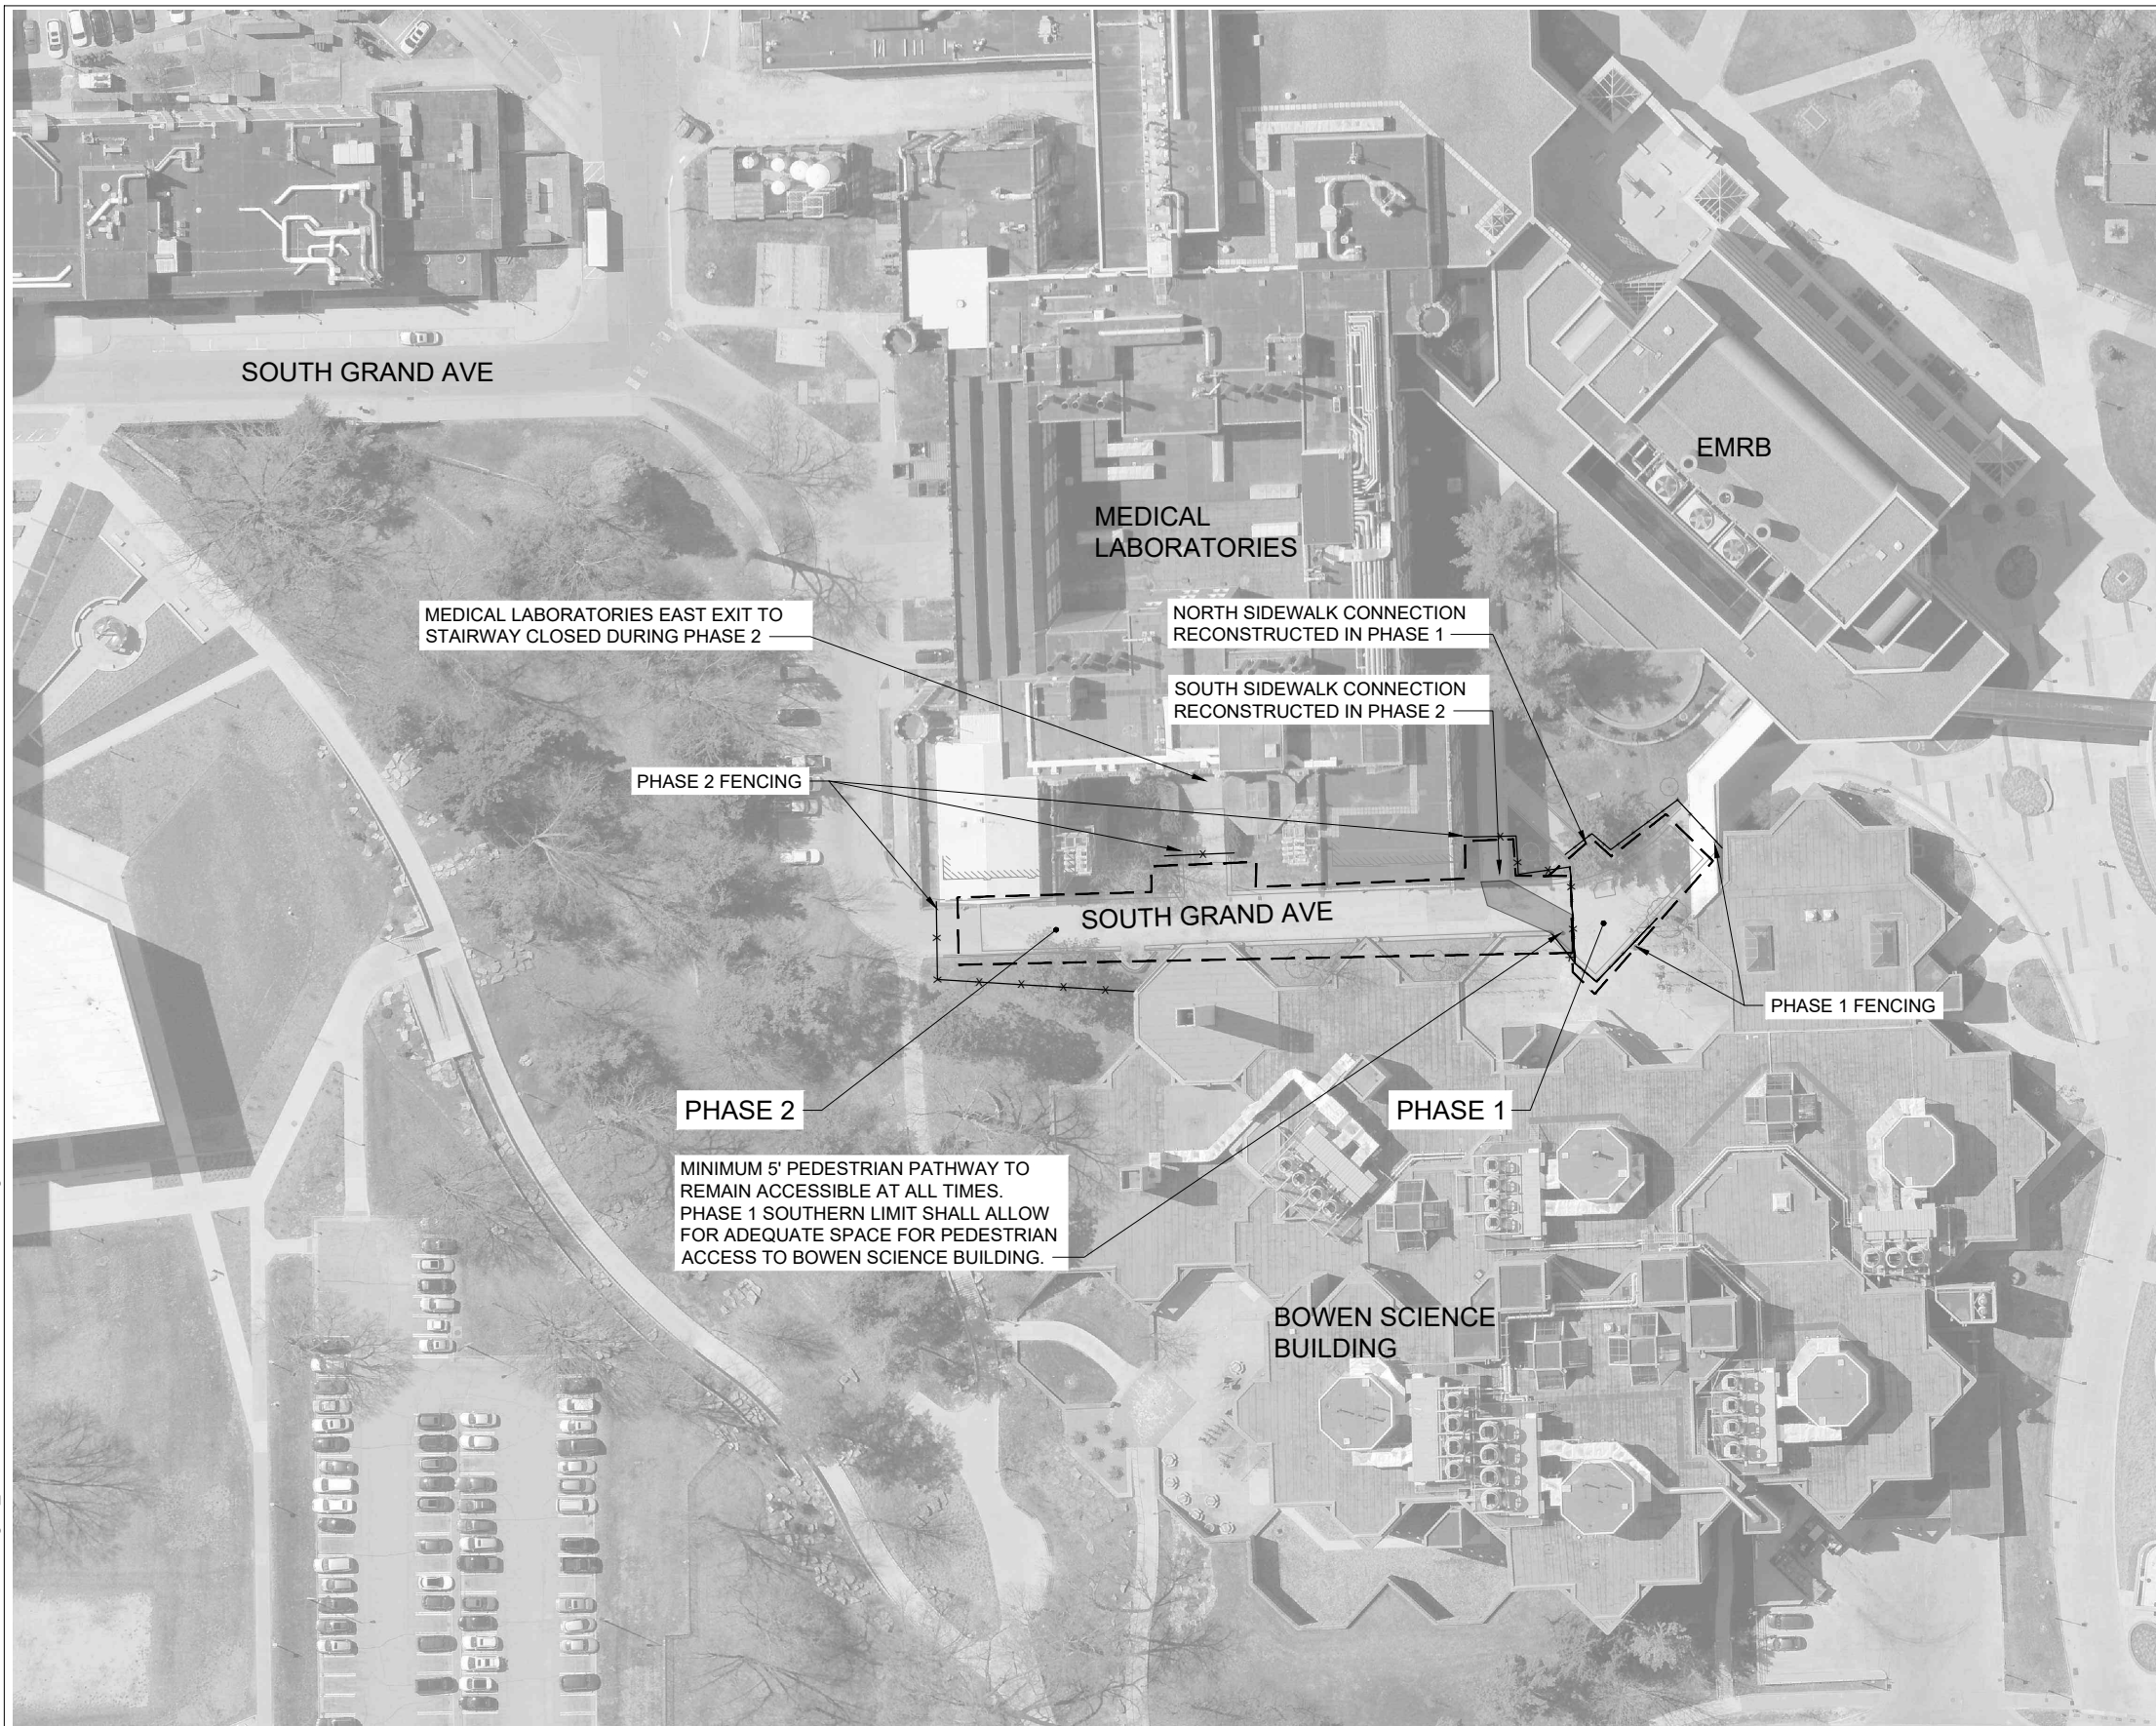 SOUTH GRAND AVE
EMRB
MEDICAL
LABORATORIES
MEDICAL LABORATORIES EAST EXIT TO
STAIRWAY CLOSED DURING PHASE 2
NORTH SIDEWALK CONNECTION
RECONSTRUCTED IN PHASE 1
SOUTH SIDEWALK CONNECTION
RECONSTRUCTED IN PHASE 2
PHASE 2 FENCING
SOUTH GRAND AVE
PHASE 1 FENCING
PHASE 2
PHASE 1
MINIMUM 5' PEDESTRIAN PATHWAY TO
REMAIN ACCESSIBLE AT ALL TIMES.
PHASE 1 SOUTHERN LIMIT SHALL ALLOW
FOR ADEQUATE SPACE FOR PEDESTRIAN
ACCESS TO BOWEN SCIENCE BUILDING.
BOWEN SCIENCE
BUILDING